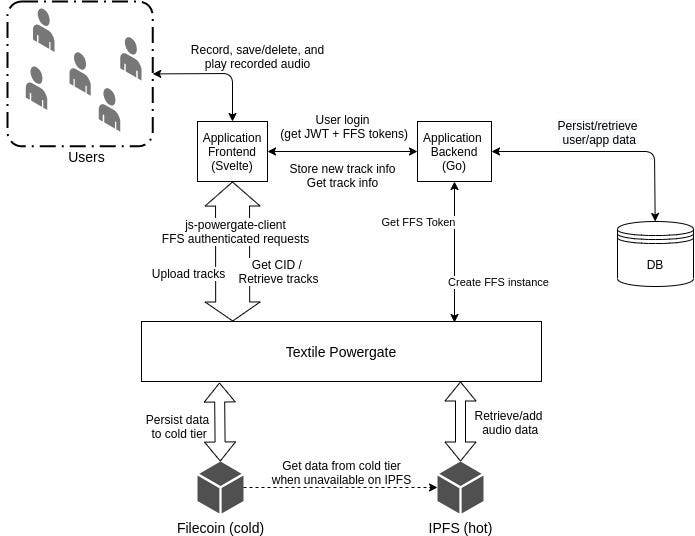 Record, save/delete, and
play recorded audio
Users
Application
Frontend
(Svelte)
User login
(get JWT + FFS tokens)
Store new track info
Get track info
Application
Backend
(Go)
Persist/retrieve
user/app data
DB
js-powergate-client
FFS authenticated requests
Upload tracks
Get CID /
Retrieve tracks
Get FFS Token
Create FFS instance
Textile Powergate
Persist data
to cold tier
Retrieve/add
audio data
Get data from cold tier
when unavailable on IPFS
Filecoin (cold)
IPFS (hot)